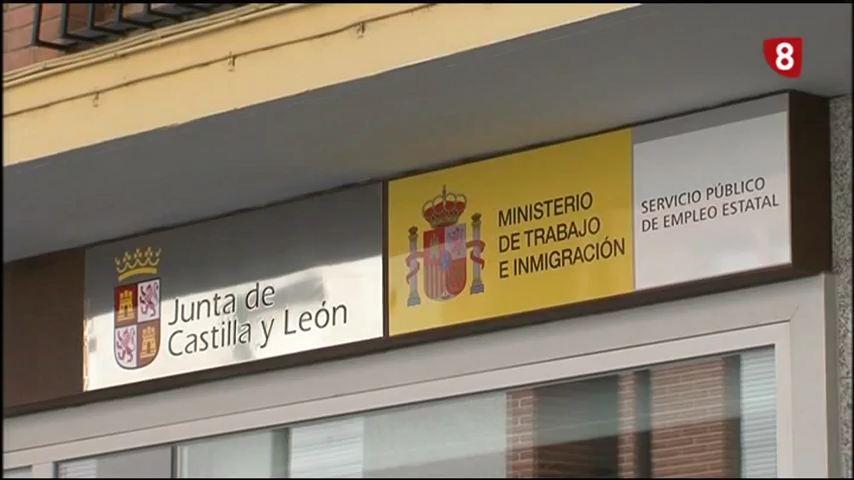 8
Junta de
Castilla y León
MINISTERIO
DE TRABAJO
E INMIGRACIÓN
SERVICIO PÚBLICO
DE EMPLEO ESTATAL